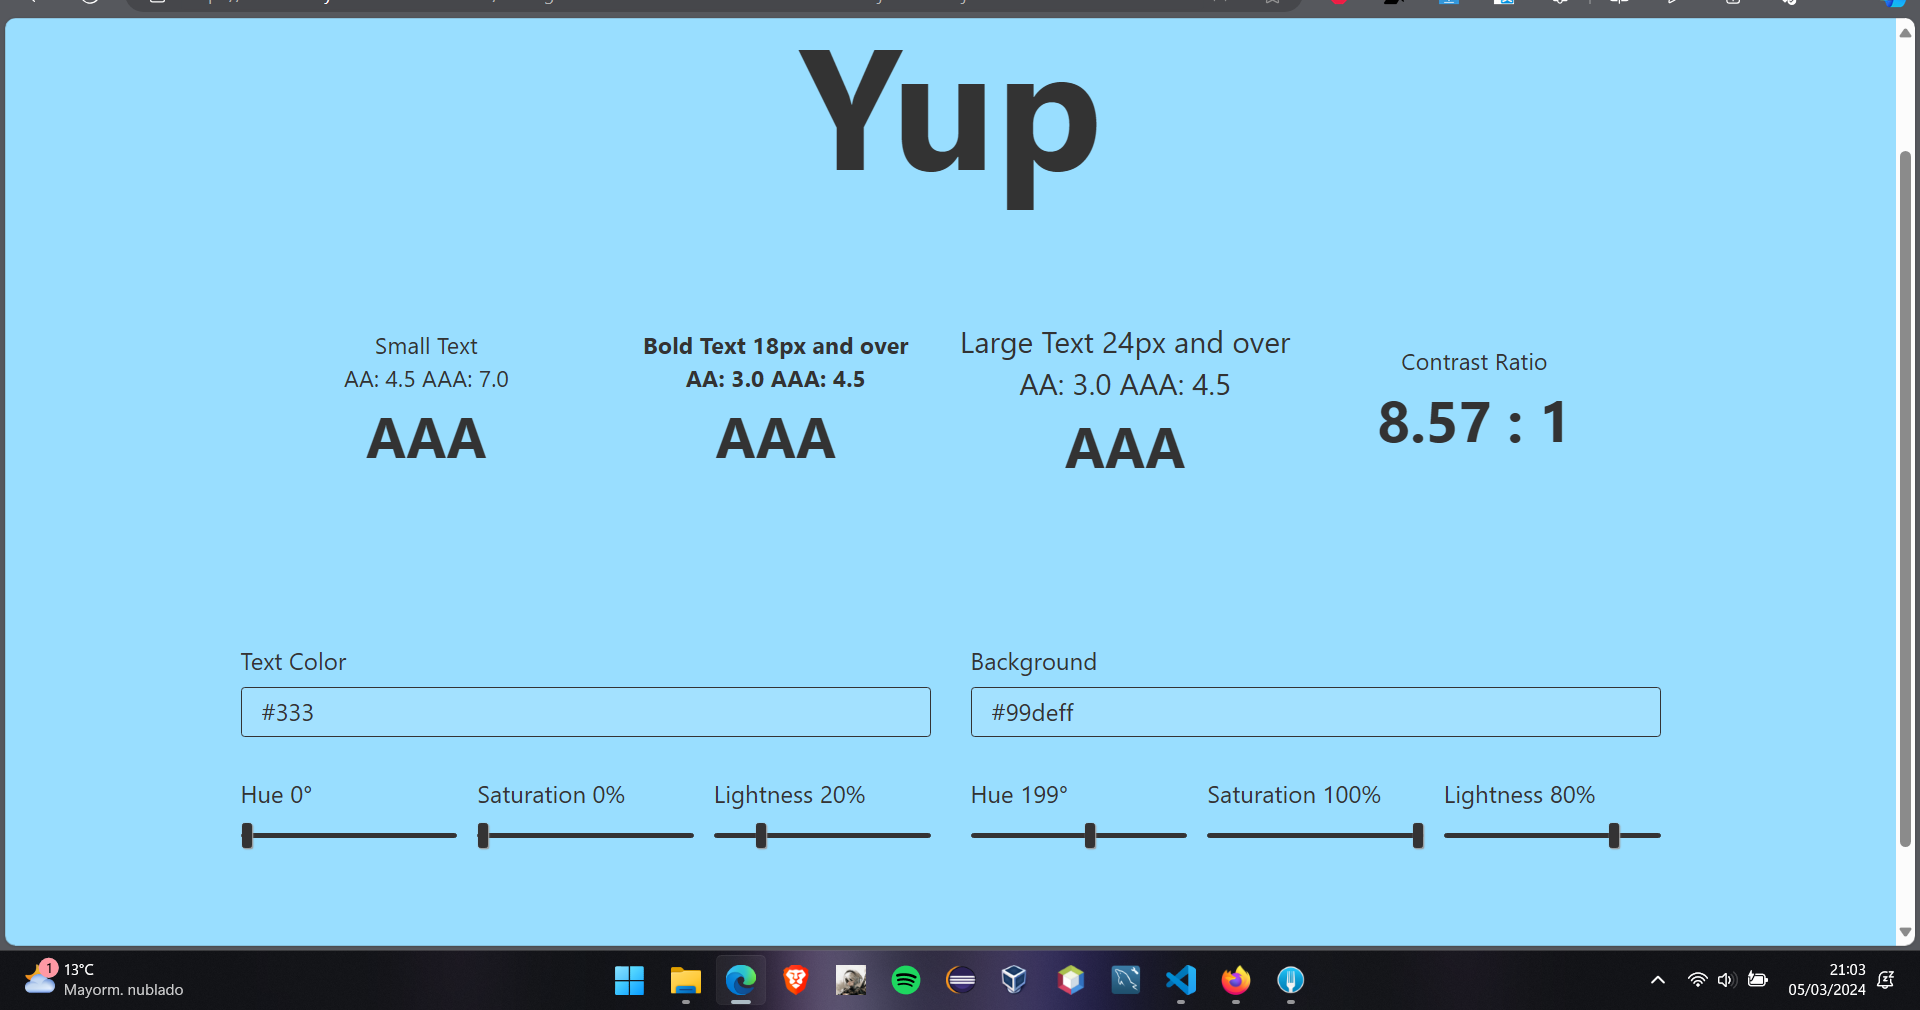 Yup
Small Text
AA: 4.5 AAA: 7.0
AAA
Bold Text 18px and over
AA: 3.0 AAA: 4.5
AAA
Large Text 24px and over
AA: 3.0 AAA: 4.5
AAA
Contrast Ratio
8.57 : 1
Text Color
#333
Background
#99deff
Hue 0°
Saturation 0%
Lightness 20%
Hue 199°
Saturation 100%
Lightness 80%
1
13°C
Mayorm. nublado
21:03
05/03/2024